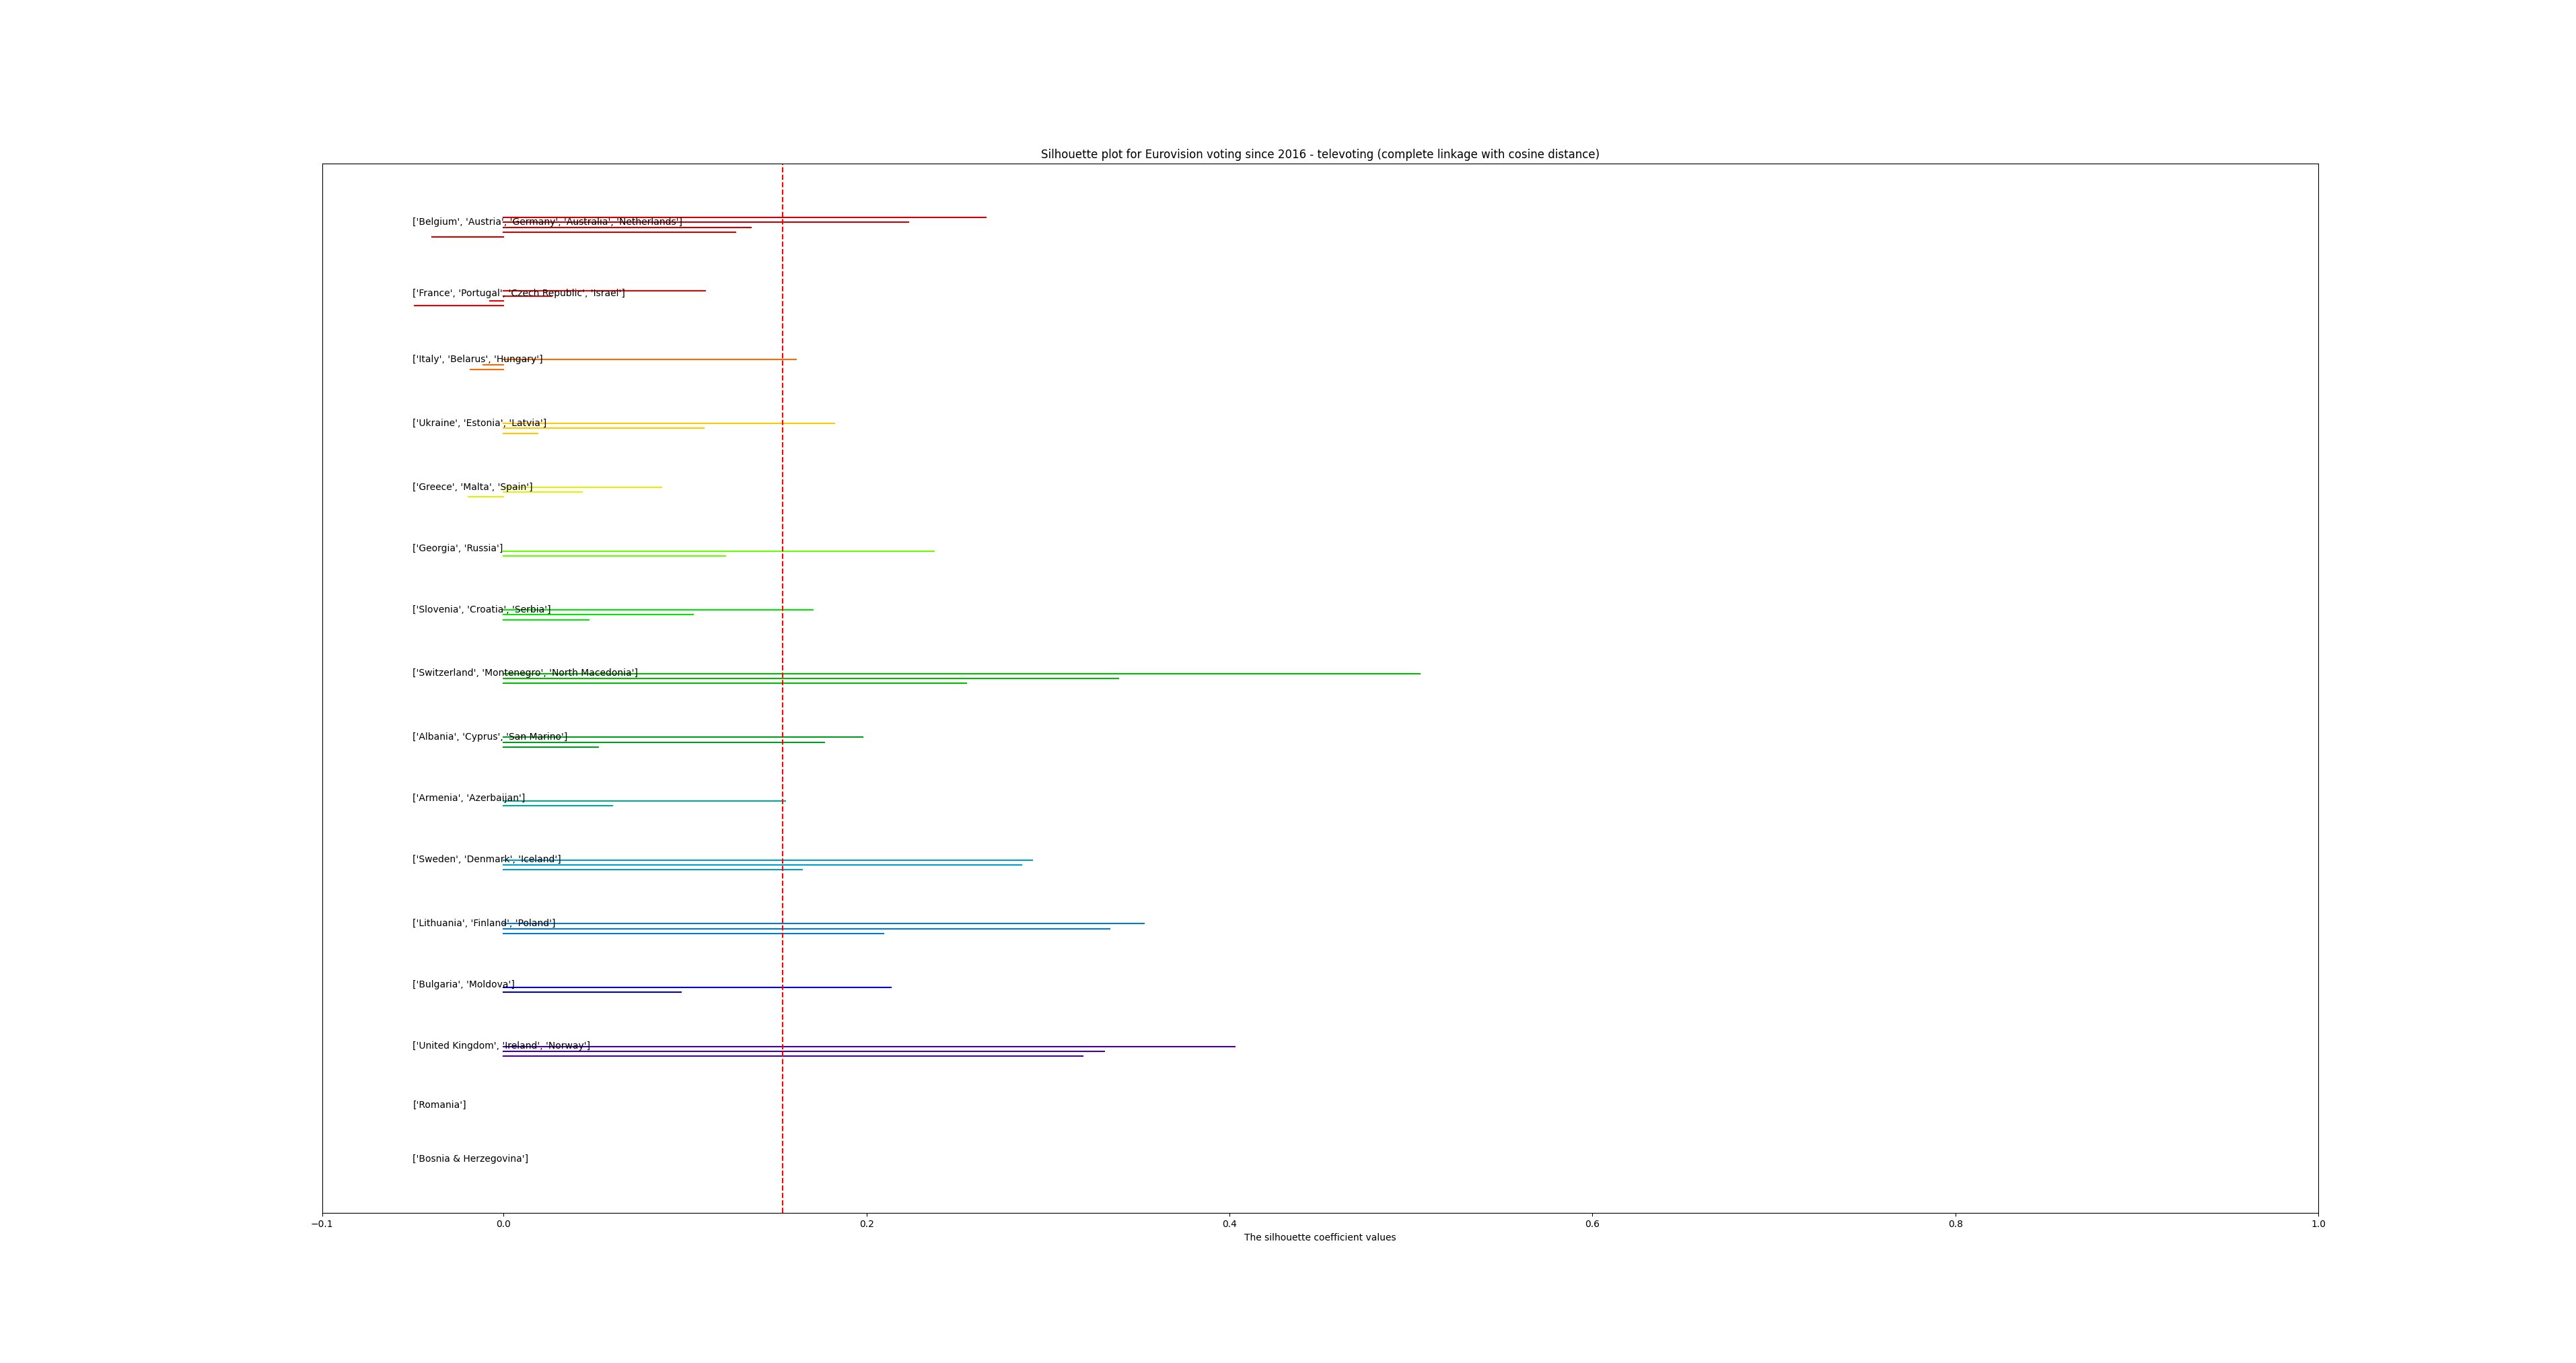 Silhouette plot for Eurovision voting since 2016 - televoting (complete linkage with cosine distance)
['Belgium', 'Austria', 'Germany', 'Australia', 'Netherlands']
['France', 'Portugal', 'Czech Republic', 'Israel']
['Italy', 'Belarus', 'Hungary']
['Ukraine', 'Estonia', 'Latvia']
['Greece', 'Malta', 'Spain']
['Georgia', 'Russia']
['Slovenia', 'Croatia', 'Serbia']
['Switzerland', 'Montenegro', 'North Macedonia']
['Albania', 'Cyprus', 'San Marino']
['Armenia', 'Azerbaijan']
['Sweden', 'Denmark', 'Iceland']
['Lithuania', 'Finland', 'Poland']
['Bulgaria', 'Moldova']
['United Kingdom', 'Ireland', 'Norway']
['Romania']
['Bosnia & Herzegovina']
−0.1 0.0 0.2 0.4 0.6 0.8 1.0
The silhouette coefficient values